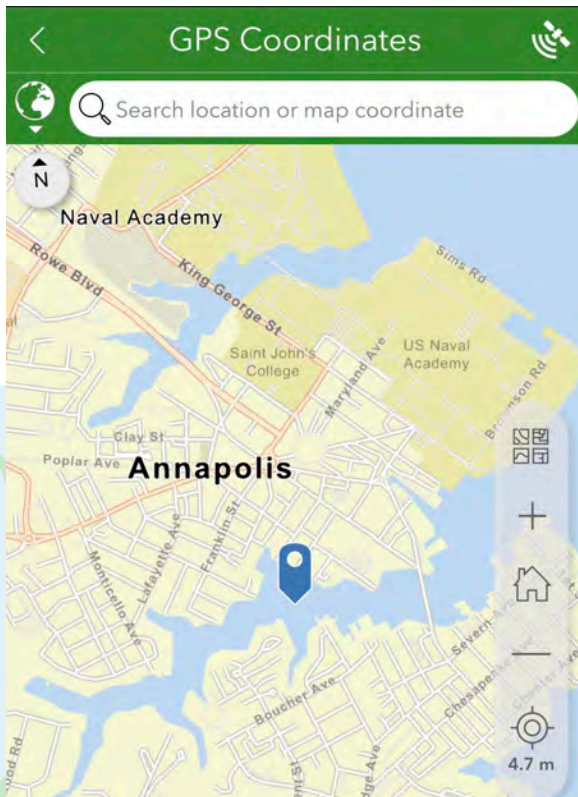 GPS Coordinates
Search location or map coordinate
N
Naval Academy
Sims Rd
Rowe Blvd
King George St
Saint John's
College
Maryland Ave
US Naval
Academy
Clay St
Poplar Ave
Annapolis
Franklin St
Lafayette Ave
Monticello Ave
Severn Ave
Chesapeake Ave
Boucher Ave
4.7 m